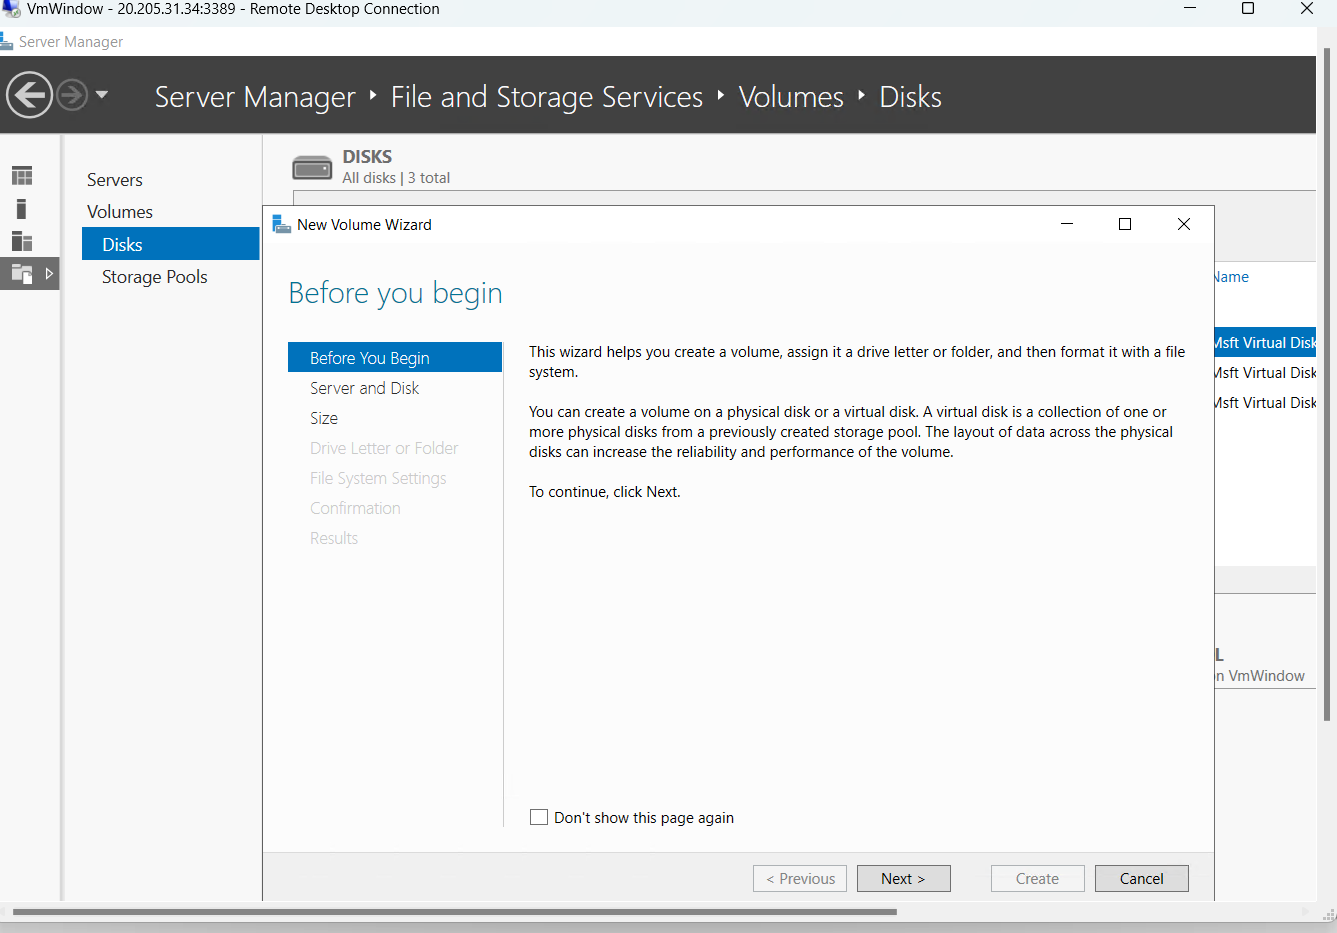 VmWindow - 20.205.31.34:3389 - Remote Desktop Connection
Server Manager
Server Manager ‣ File and Storage Services ‣ Volumes ‣ Disks
Servers
Volumes
Disks
Storage Pools
DISKS
All disks | 3 total
New Volume Wizard
Before you begin
Before You Begin
Server and Disk
Size
Drive Letter or Folder
File System Settings
Confirmation
Results
This wizard helps you create a volume, assign it a drive letter or folder, and then format it with a file
system.
You can create a volume on a physical disk or a virtual disk. A virtual disk is a collection of one or
more physical disks from a previously created storage pool. The layout of data across the physical
disks can increase the reliability and performance of the volume.
To continue, click Next.
Don't show this page again
< Previous
Next >
Create
Cancel
Name
Msft Virtual Disk
Msft Virtual Disk
Msft Virtual Disk
L
on VmWindow